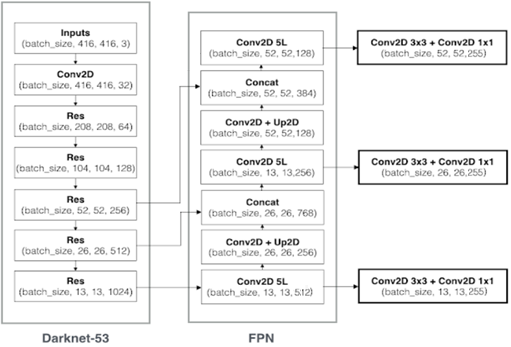 Inputs
(batch_size, 416, 416, 3)
Conv2D
(batch_size, 416, 416, 32)
Res
(batch_size, 208, 208, 64)
Res
(batch_size, 104, 104, 128)
Res
(batch_size, 52, 52, 256)
Res
(batch_size, 26, 26, 512)
Res
(batch_size, 13, 13, 1024)
Darknet-53
Conv2D 5L
(batch_size, 52, 52,128)
Concat
(batch_size, 52, 52, 384)
Conv2D + Up2D
(batch_size, 52, 52,128)
Conv2D 5L
(batch_size, 13, 13,256)
Concat
(batch_size, 26, 26, 768)
Conv2D + Up2D
(batch_size, 26, 26, 256)
Conv2D 5L
(batch_size, 13, 13,512)
FPN
Conv2D 3x3 + Conv2D 1x1
(batch_size, 52, 52,255)
Conv2D 3x3 + Conv2D 1x1
(batch_size, 26, 26,255)
Conv2D 3x3 + Conv2D 1x1
(batch_size, 13, 13,255)